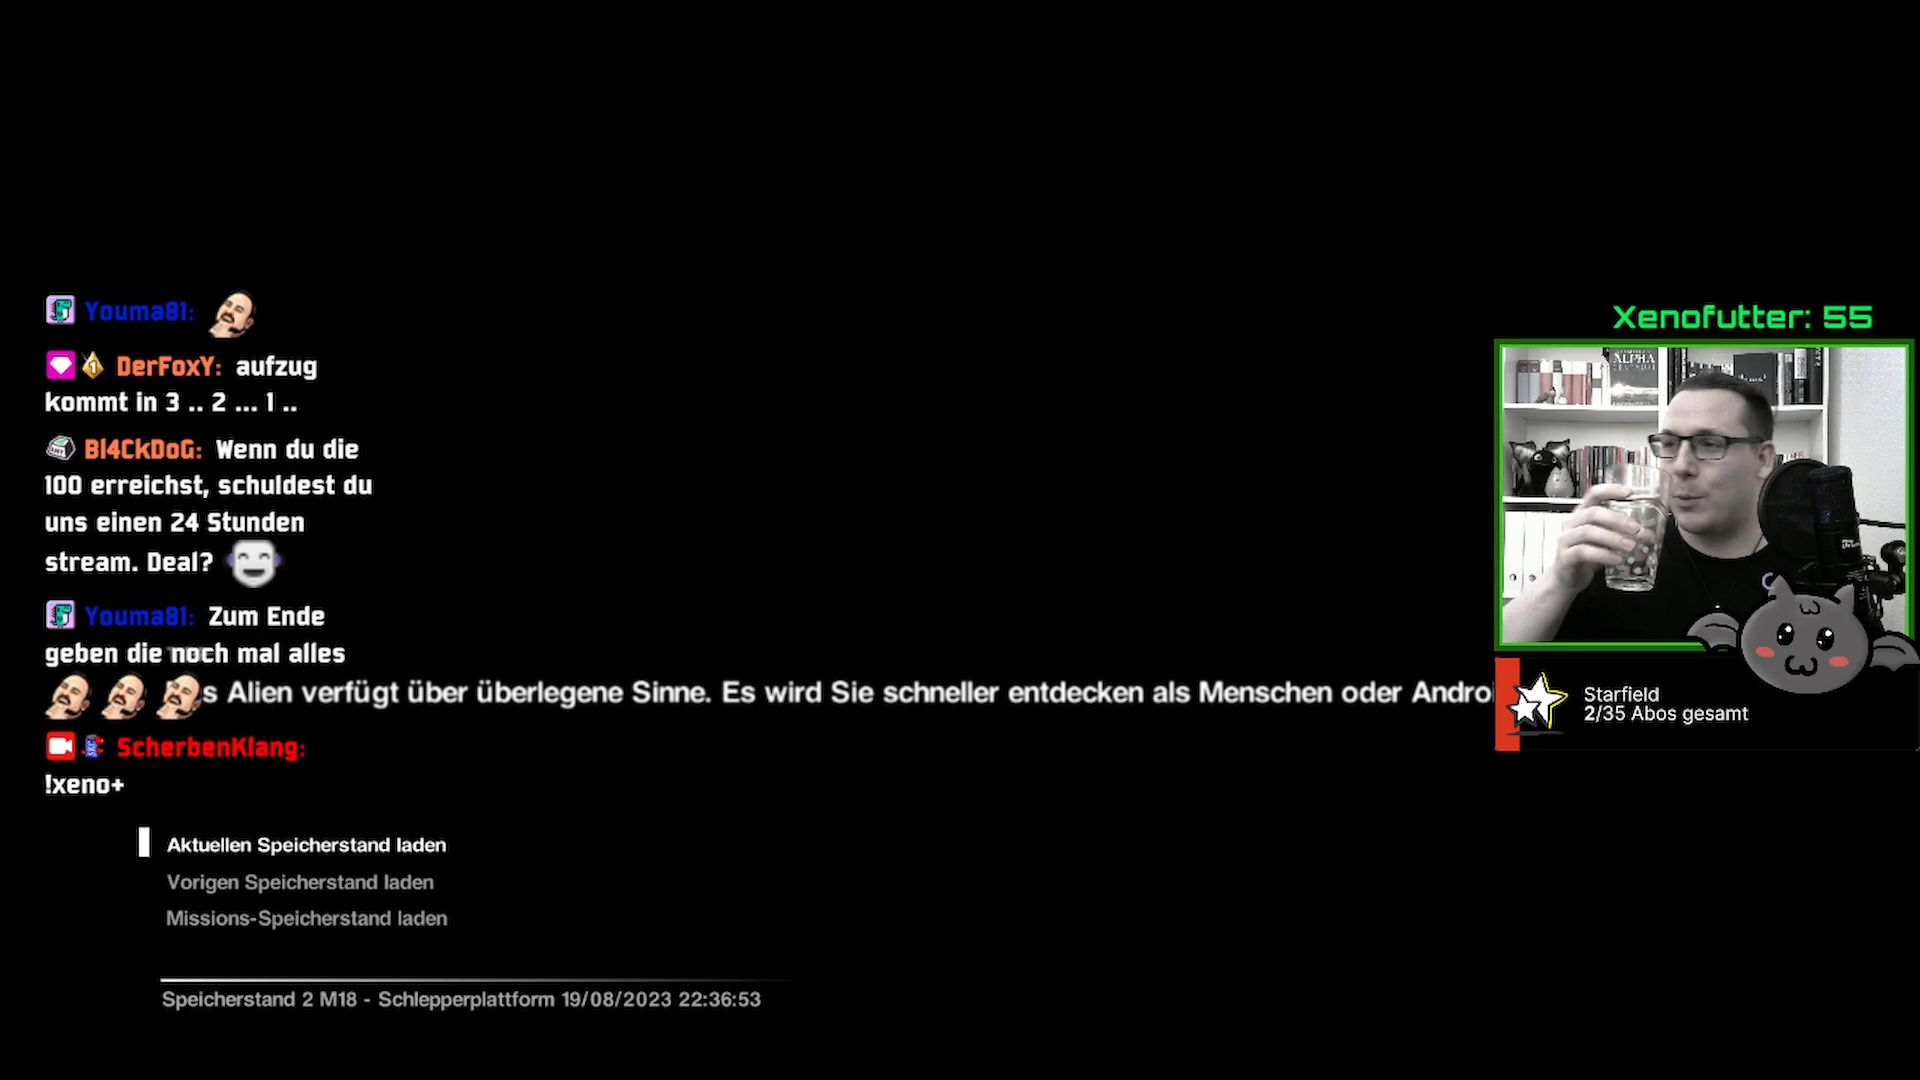 Youma81:
DerFoxY: aufzug
kommt in 3 .. 2 ... 1 ..
Bl4CkDoG: Wenn du die
100 erreichst, schuldest du
uns einen 24 Stunden
stream. Deal?
Youma81: Zum Ende
geben die noch mal alles
s Alien verfügt über überlegene Sinne. Es wird Sie schneller entdecken als Menschen oder Andro
ScherbenKlang:
!xeno+
Aktuellen Speicherstand laden
Vorigen Speicherstand laden
Missions-Speicherstand laden
Speicherstand 2 M18 - Schlepperplattform 19/08/2023 22:36:53
Xenofutter: 55
ALPHA
Starfield
2/35 Abos gesamt